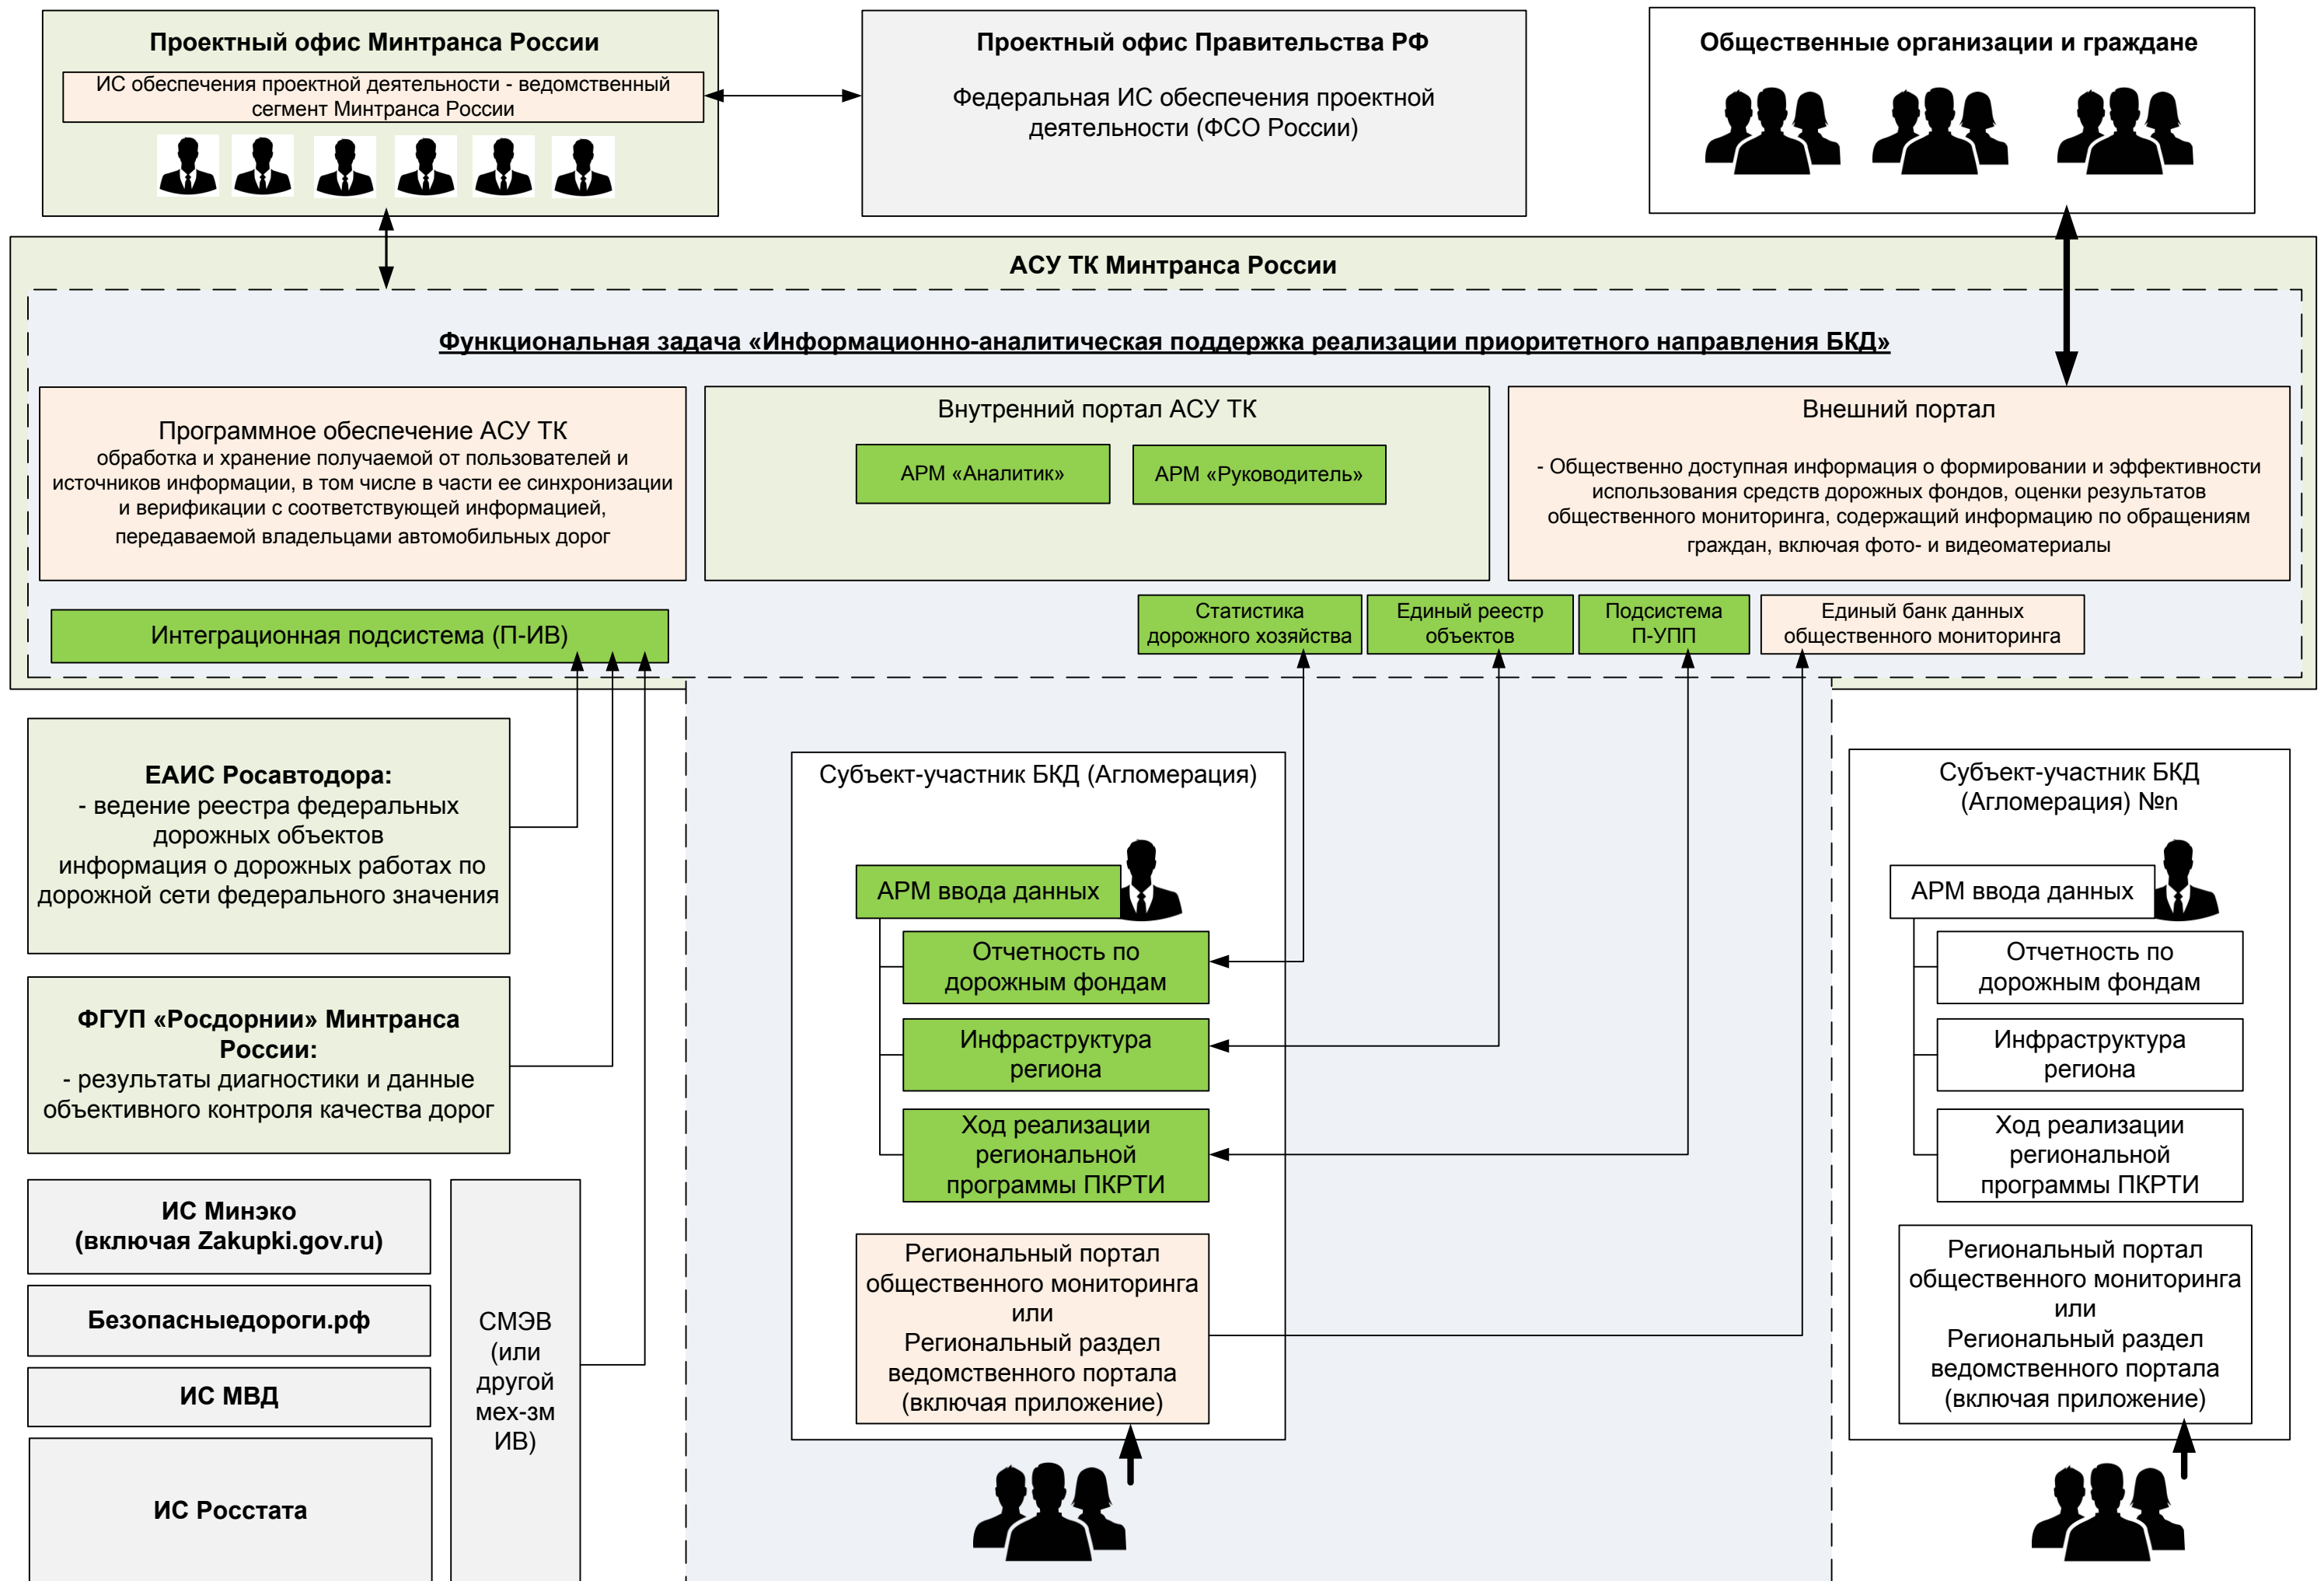 Проектный офис Минтранса России
ИС обеспечения проектной деятельности - ведомственный
сегмент Минтранса России
Проектный офис Правительства РФ
Федеральная ИС обеспечения проектной
деятельности (ФСО России)
Общественные организации и граждане
АСУ ТК Минтранса России
Функциональная задача «Информационно-аналитическая поддержка реализации приоритетного направления БКД»
Программное обеспечение АСУ ТК
обработка и хранение получаемой от пользователей и
источников информации, в том числе в части ее синхронизации
и верификации с соответствующей информацией,
передаваемой владельцами автомобильных дорог
Внутренний портал АСУ ТК
АРМ «Аналитик»
АРМ «Руководитель»
Внешний портал
- Общественно доступная информация о формировании и эффективности
использования средств дорожных фондов, оценки результатов
общественного мониторинга, содержащий информацию по обращениям
граждан, включая фото- и видеоматериалы
Интеграционная подсистема (П-ИВ)
Статистика
дорожного хозяйства
Единый реестр
объектов
Подсистема
П-УПП
Единый банк данных
общественного мониторинга
ЕАИС Росавтодора:
- ведение реестра федеральных
дорожных объектов
информация о дорожных работах по
дорожной сети федерального значения
ФГУП «Росдорнии» Минтранса
России:
- результаты диагностики и данные
объективного контроля качества дорог
ИС Минэко
(включая Zakupki.gov.ru)
Безопасныедороги.рф
ИС МВД
ИС Росстата
СМЭВ
(или
другой
мех-зм
ИВ)
Субъект-участник БКД (Агломерация)
АРМ ввода данных
Отчетность по
дорожным фондам
Инфраструктура
региона
Ход реализации
региональной
программы ПКРТИ
Региональный портал
общественного мониторинга
или
Региональный раздел
ведомственного портала
(включая приложение)
Субъект-участник БКД
(Агломерация) №n
АРМ ввода данных
Отчетность по
дорожным фондам
Инфраструктура
региона
Ход реализации
региональной
программы ПКРТИ
Региональный портал
общественного мониторинга
или
Региональный раздел
ведомственного портала
(включая приложение)